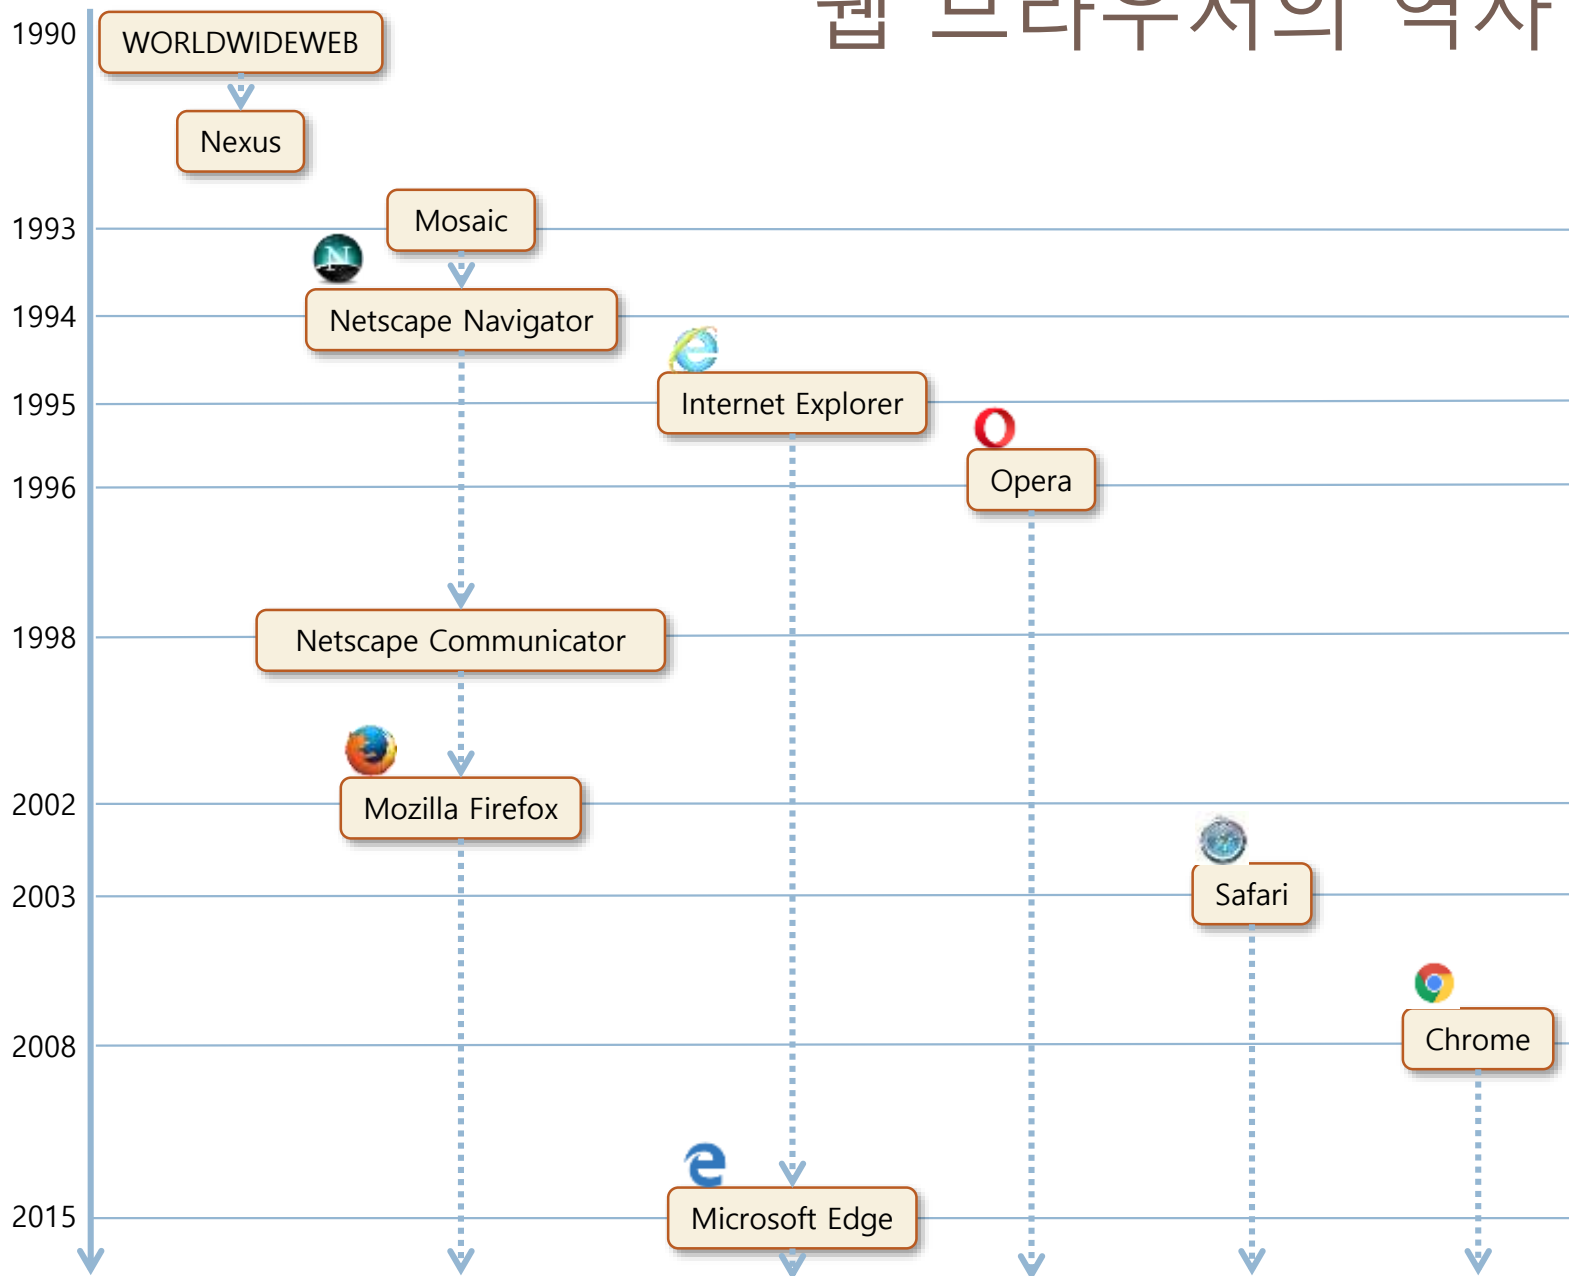 웹 브라우저의 역사
1990
WORLDWIDEWEB
Nexus
1993
Mosaic
1994
Netscape Navigator
1995
Internet Explorer
1996
Opera
1998
Netscape Communicator
2002
Mozilla Firefox
2003
Safari
2008
Chrome
2015
Microsoft Edge